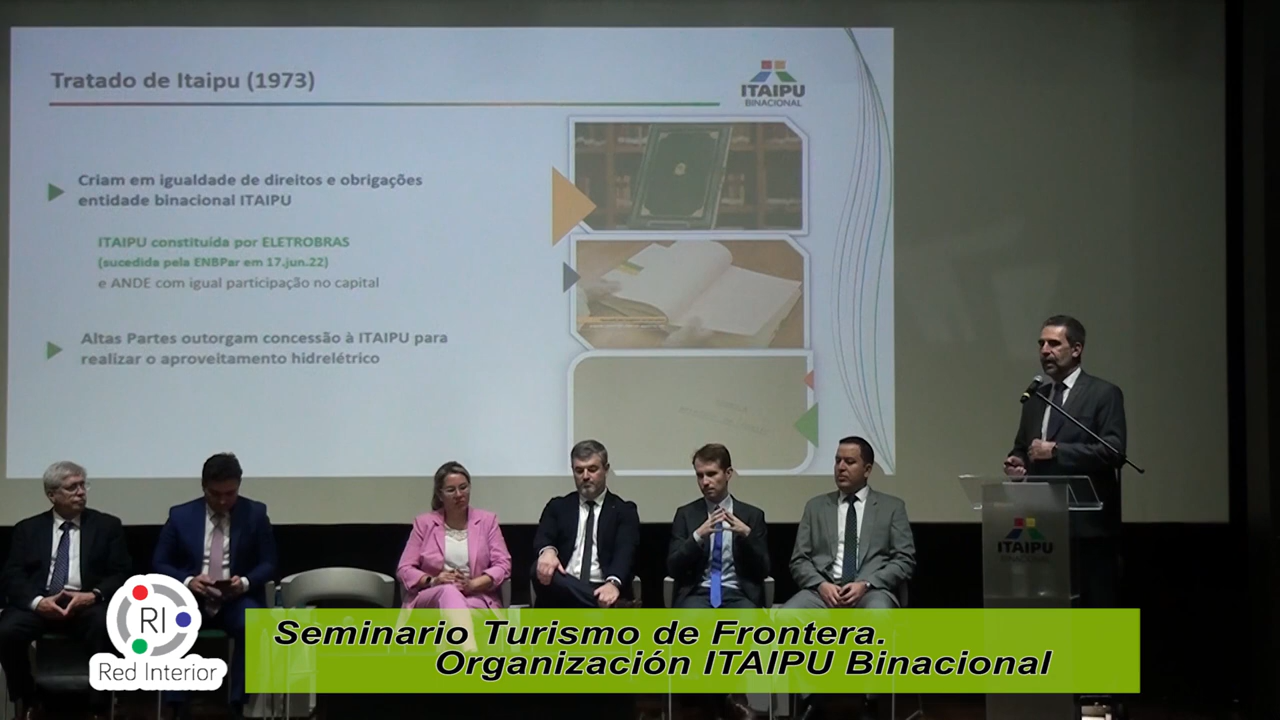 Tratado de Itaipu (1973)
ITAIPU
BINACIONAL
Criam em igualdade de direitos e obrigações
entidade binacional ITAIPU
ITAIPU constituída por ELETROBRAS
(sucedida pela ENBPar em 17.jun.22)
e ANDE com igual participação no capital
Altas Partes outorgam concessão à ITAIPU para
realizar o aproveitamento hidrelétrico
ITAIPU
BINACIONAL
RI
Red Interior
Seminario Turismo de Frontera.
Organización ITAIPU Binacional